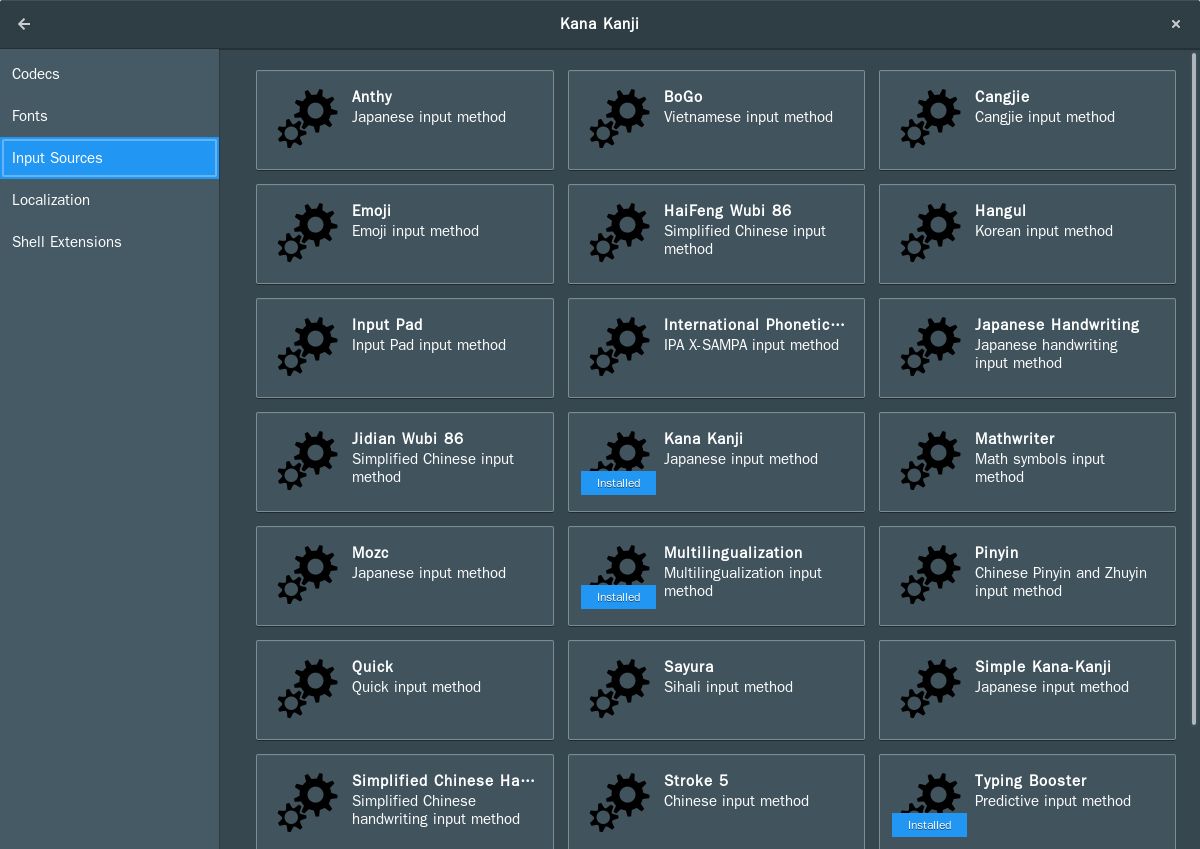 Kana Kanji
Codecs
Fonts
Input Sources
Localization
Shell Extensions
Anthy
Japanese input method
BoGo
Vietnamese input method
Cangjie
Cangjie input method
Emoji
Emoji input method
HaiFeng Wubi 86
Simplified Chinese input
method
Hangul
Korean input method
Input Pad
Input Pad input method
International Phonetic…
IPA X-SAMPA input method
Japanese Handwriting
Japanese handwriting
input method
Jidian Wubi 86
Simplified Chinese input
method
Kana Kanji
Japanese input method
Installed
Mathwriter
Math symbols input
method
Mozc
Japanese input method
Multilingualization
Multilingualization input
method
Installed
Pinyin
Chinese Pinyin and Zhuyin
input method
Quick
Quick input method
Sayura
Sihali input method
Simple Kana-Kanji
Japanese input method
Simplified Chinese Ha…
Simplified Chinese
handwriting input method
Stroke 5
Chinese input method
Typing Booster
Predictive input method
Installed